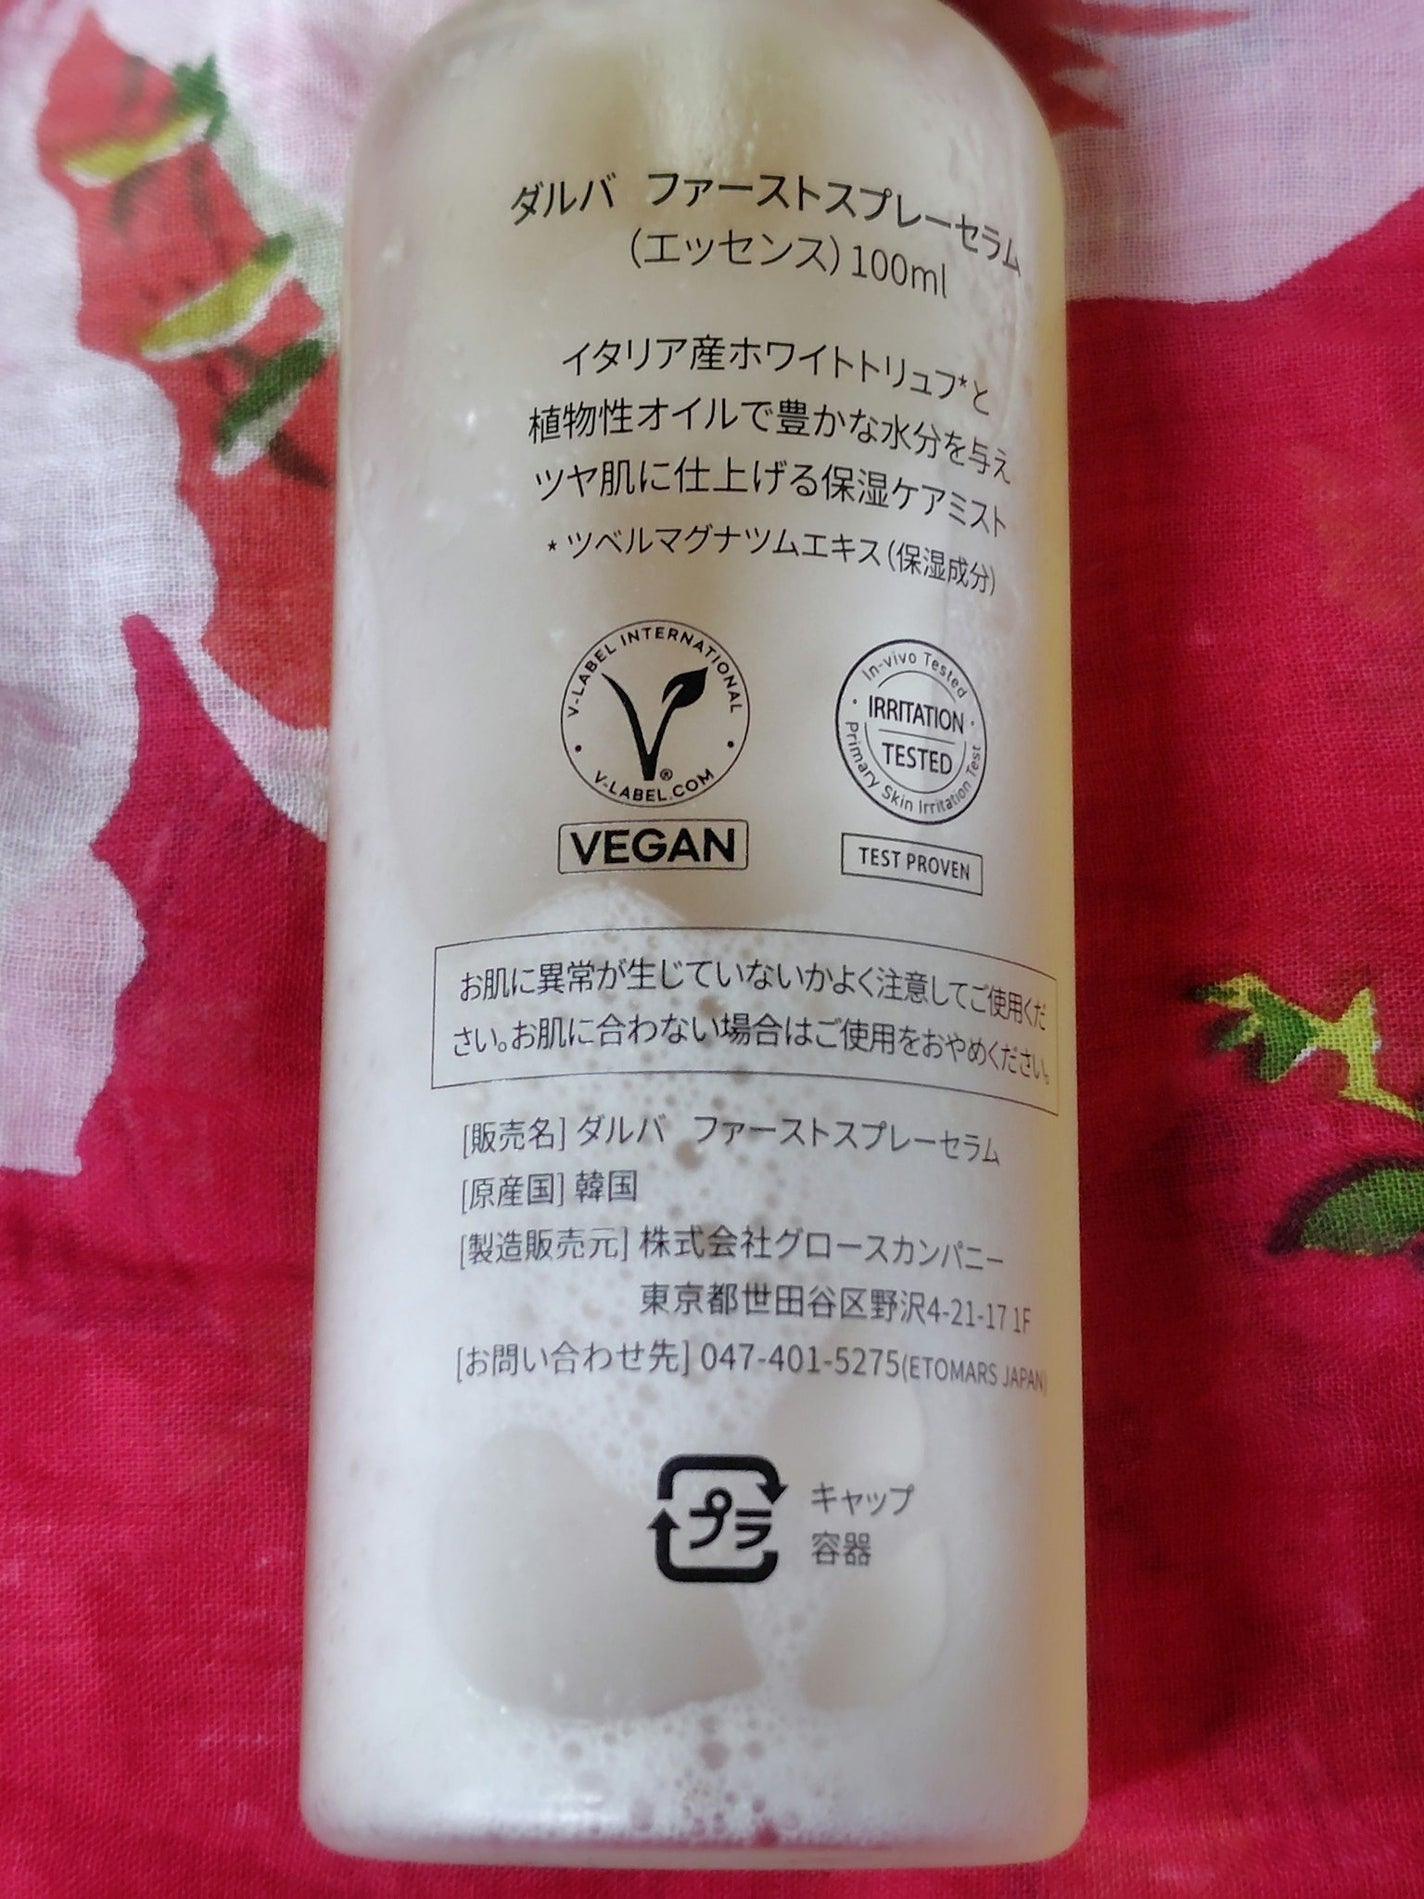 ダルバ ファーストスプレーセラム
（エッセンス）100ml
イタリア産ホワイトトリュフ*と
植物性オイルで豊かな水分を与え
ツヤ肌に仕上げる保湿ケアミスト
* ツベルマグナツムエキス（保湿成分）
V-LABEL INTERNATIONAL
V-LABEL.COM
®
VEGAN
In-vivo Tested
IRRITATION
TESTED
Primary Skin Irritation Test
TEST PROVEN
お肌に異常が生じていないかよく注意してご使用くだ
さい。お肌に合わない場合はご使用をおやめください。
[販売名] ダルバ ファーストスプレーセラム
[原産国] 韓国
[製造販売元] 株式会社グロースカンパニー
東京都世田谷区野沢4-21-17 1F
[お問い合わせ先] 047-401-5275(ETOMARS JAPAN)
プラ
キャップ
容器